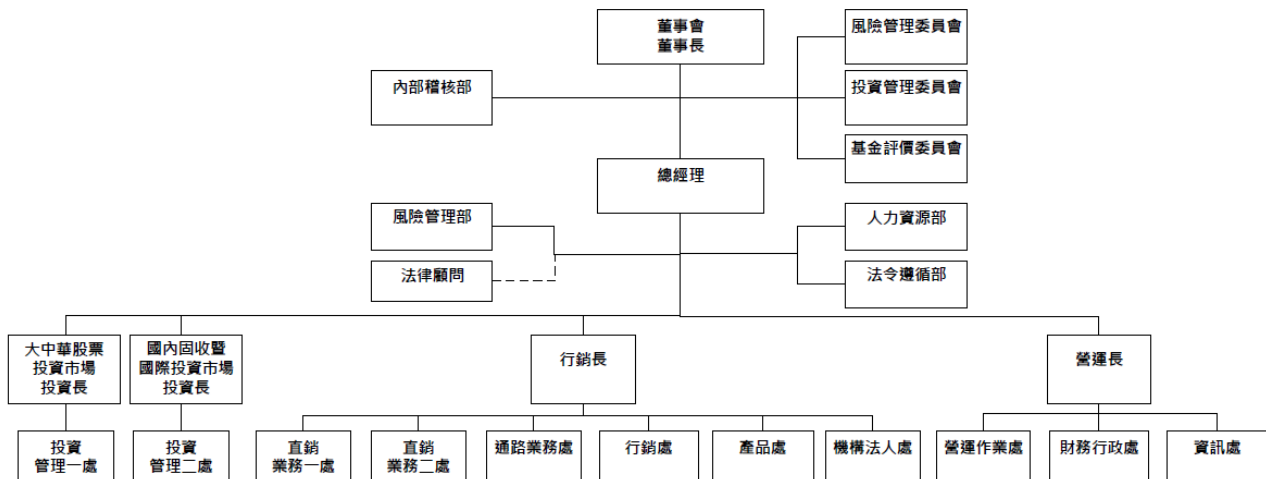 董事會
董事長
風險管理委員會
內部稽核部
投資管理委員會
基金評價委員會
總經理
風險管理部
人力資源部
法律顧問
法令遵循部
大中華股票
投資市場
投資長
國內固收暨
國際投資市場
投資長
行銷長
營運長
投資
管理一處
投資
管理二處
直銷
業務一處
直銷
業務二處
通路業務處
行銷處
產品處
機構法人處
營運作業處
財務行政處
資訊處